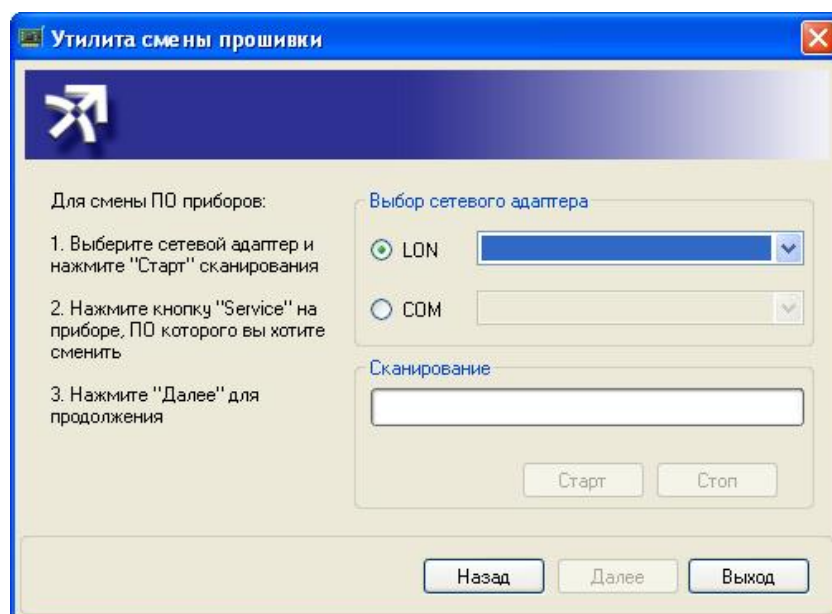 Утилита смены прошивки
Для смены ПО приборов:
1. Выберите сетевой адаптер и
нажмите "Старт" сканирования
2. Нажмите кнопку "Service" на
приборе, ПО которого вы хотите
сменить
3. Нажмите "Далее" для
продолжения
Выбор сетевого адаптера
LON
COM
Сканирование
Старт
Стоп
Назад
Далее
Выход